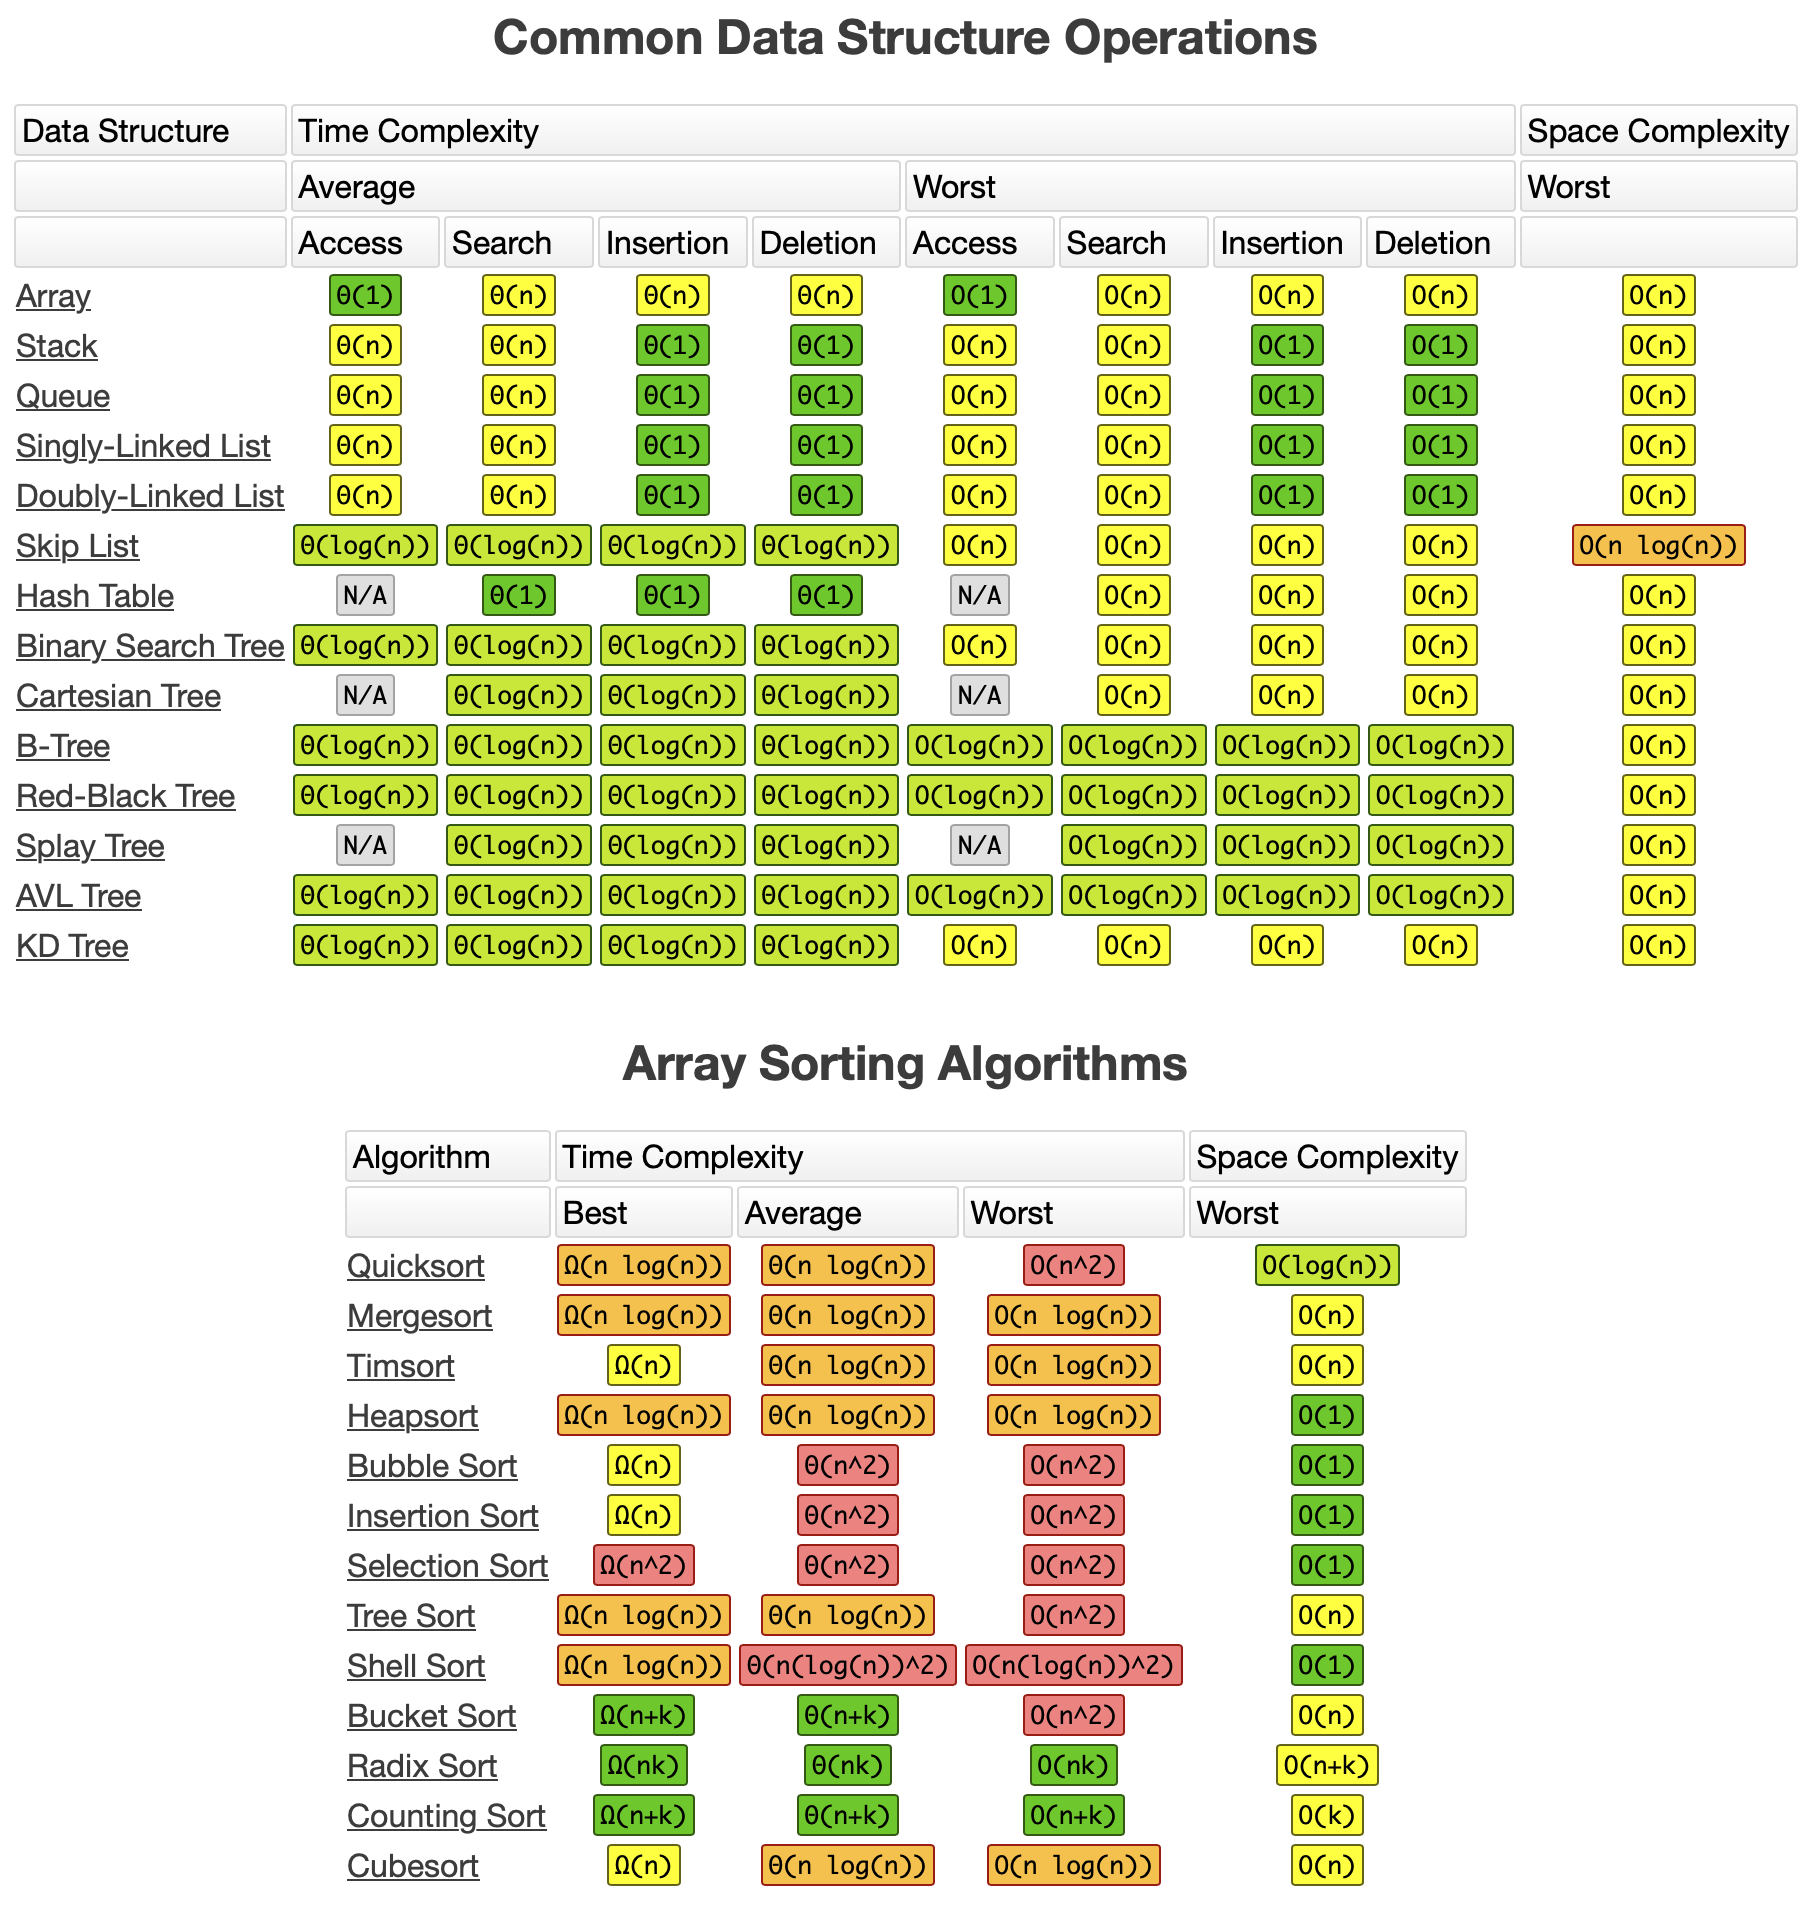 Common Data Structure Operations
Data Structure Time Complexity Space Complexity
Average Worst Worst
Access Search Insertion Deletion Access Search Insertion Deletion
Array Θ(1) Θ(n) Θ(n) Θ(n) O(1) O(n) O(n) O(n) O(n)
Stack Θ(n) Θ(n) Θ(1) Θ(1) O(n) O(n) O(1) O(1) O(n)
Queue Θ(n) Θ(n) Θ(1) Θ(1) O(n) O(n) O(1) O(1) O(n)
Singly-Linked List Θ(n) Θ(n) Θ(1) Θ(1) O(n) O(n) O(1) O(1) O(n)
Doubly-Linked List Θ(n) Θ(n) Θ(1) Θ(1) O(n) O(n) O(1) O(1) O(n)
Skip List Θ(log(n)) Θ(log(n)) Θ(log(n)) Θ(log(n)) O(n) O(n) O(n) O(n) O(n log(n))
Hash Table N/A Θ(1) Θ(1) Θ(1) N/A O(n) O(n) O(n) O(n)
Binary Search Tree Θ(log(n)) Θ(log(n)) Θ(log(n)) Θ(log(n)) O(n) O(n) O(n) O(n) O(n)
Cartesian Tree N/A Θ(log(n)) Θ(log(n)) Θ(log(n)) N/A O(n) O(n) O(n) O(n)
B-Tree Θ(log(n)) Θ(log(n)) Θ(log(n)) Θ(log(n)) O(log(n)) O(log(n)) O(log(n)) O(log(n)) O(n)
Red-Black Tree Θ(log(n)) Θ(log(n)) Θ(log(n)) Θ(log(n)) O(log(n)) O(log(n)) O(log(n)) O(log(n)) O(n)
Splay Tree N/A Θ(log(n)) Θ(log(n)) Θ(log(n)) N/A O(log(n)) O(log(n)) O(log(n)) O(n)
AVL Tree Θ(log(n)) Θ(log(n)) Θ(log(n)) Θ(log(n)) O(log(n)) O(log(n)) O(log(n)) O(log(n)) O(n)
KD Tree Θ(log(n)) Θ(log(n)) Θ(log(n)) Θ(log(n)) O(n) O(n) O(n) O(n) O(n)
Array Sorting Algorithms
Algorithm Time Complexity Space Complexity
Best Average Worst Worst
Quicksort Ω(n log(n)) Θ(n log(n)) O(n^2) O(log(n))
Mergesort Ω(n log(n)) Θ(n log(n)) O(n log(n)) O(n)
Timsort Ω(n) Θ(n log(n)) O(n log(n)) O(n)
Heapsort Ω(n log(n)) Θ(n log(n)) O(n log(n)) O(1)
Bubble Sort Ω(n) Θ(n^2) O(n^2) O(1)
Insertion Sort Ω(n) Θ(n^2) O(n^2) O(1)
Selection Sort Ω(n^2) Θ(n^2) O(n^2) O(1)
Tree Sort Ω(n log(n)) Θ(n log(n)) O(n^2) O(n)
Shell Sort Ω(n log(n)) Θ(n(log(n))^2) O(n(log(n))^2) O(1)
Bucket Sort Ω(n+k) Θ(n+k) O(n^2) O(n)
Radix Sort Ω(nk) Θ(nk) O(nk) O(n+k)
Counting Sort Ω(n+k) Θ(n+k) O(n+k) O(k)
Cubesort Ω(n) Θ(n log(n)) O(n log(n)) O(n)